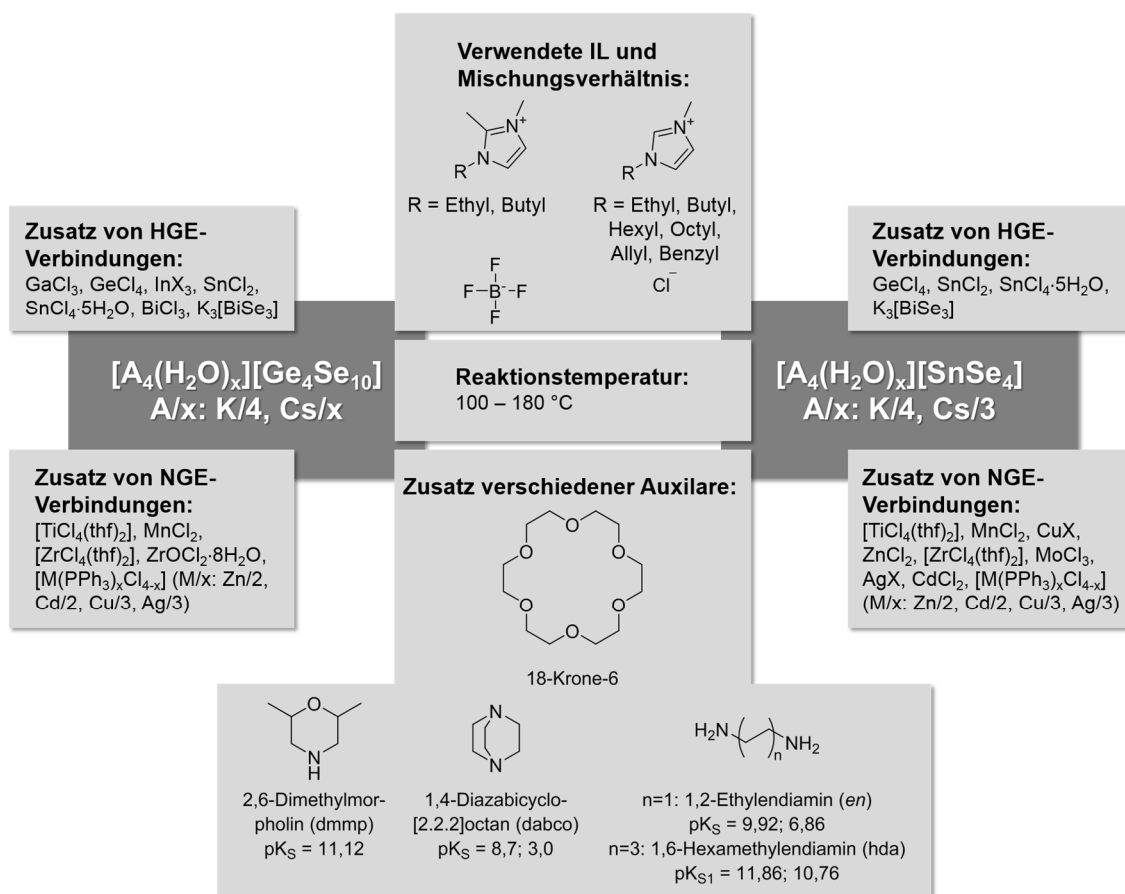 Verwendete IL und
Mischungsverhältnis:
N
N
+
R
N
N
+
R
R = Ethyl, Butyl
R = Ethyl, Butyl,
Hexyl, Octyl,
Allyl, Benzyl
F
F
B
-
F
F
Cl
–
Zusatz von HGE-
Verbindungen:
GaCl₃, GeCl₄, InX₃, SnCl₂,
SnCl₄·5H₂O, BiCl₃, K₃[BiSe₃]
Zusatz von HGE-
Verbindungen:
GeCl₄, SnCl₂, SnCl₄·5H₂O,
K₃[BiSe₃]
[A₄(H₂O)ₓ][Ge₄Se₁₀]
A/x: K/4, Cs/x
Reaktionstemperatur:
100 – 180 °C
[A₄(H₂O)ₓ][SnSe₄]
A/x: K/4, Cs/3
Zusatz von NGE-
Verbindungen:
[TiCl₄(thf)₂], MnCl₂,
[ZrCl₄(thf)₂], ZrOCl₂·8H₂O,
[M(PPh₃)ₓCl₄₋ₓ] (M/x: Zn/2,
Cd/2, Cu/3, Ag/3)
Zusatz von NGE-
Verbindungen:
[TiCl₄(thf)₂], MnCl₂, CuX,
ZnCl₂, [ZrCl₄(thf)₂], MoCl₃,
AgX, CdCl₂, [M(PPh₃)ₓCl₄₋ₓ]
(M/x: Zn/2, Cd/2, Cu/3, Ag/3)
Zusatz verschiedener Auxilare:
O
O
O
O
O
O
18-Krone-6
O
N
H
2,6-Dimethylmor-
pholin (dmmp)
pK_S = 11,12
N
N
1,4-Diazabicyclo-
[2.2.2]octan (dabco)
pK_S = 8,7; 3,0
H₂N
n
NH₂
n=1: 1,2-Ethylendiamin (en)
pK_S = 9,92; 6,86
n=3: 1,6-Hexamethylendiamin (hda)
pK_S1 = 11,86; 10,76